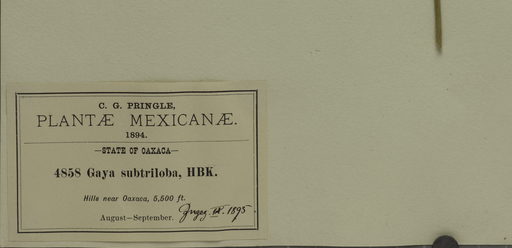 C. G. PRINGLE,
PLANTÆ MEXICANÆ.
1894.
—STATE OF OAXACA—
4858 Gaya subtriloba, HBK.
Hills near Oaxaca, 5,500 ft.
August—September. IX. 1895.